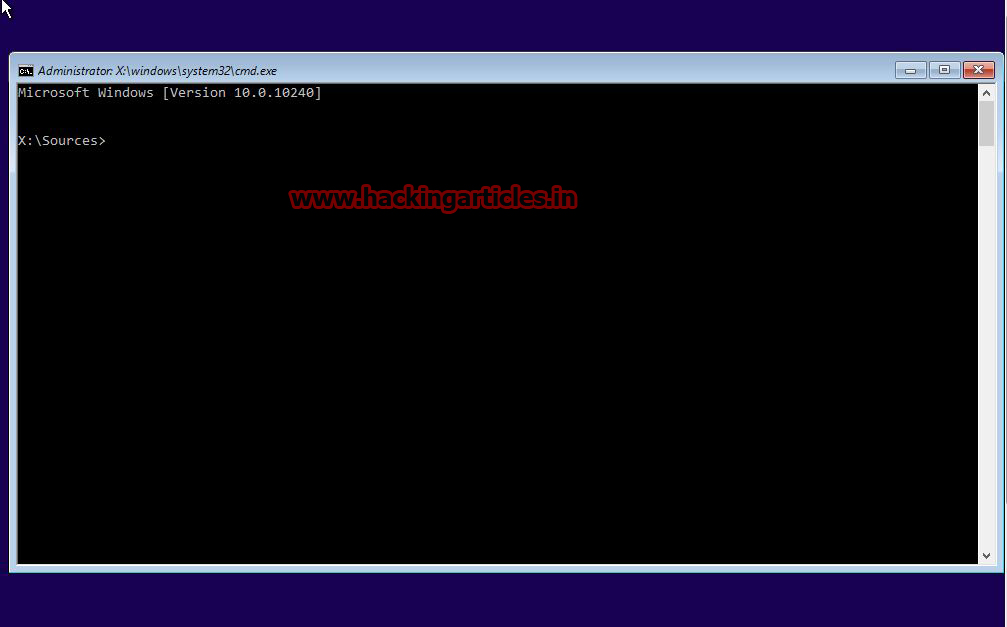 Administrator: X:\windows\system32\cmd.exe
Microsoft Windows [Version 10.0.10240]
X:\Sources>
www.hackingarticles.in